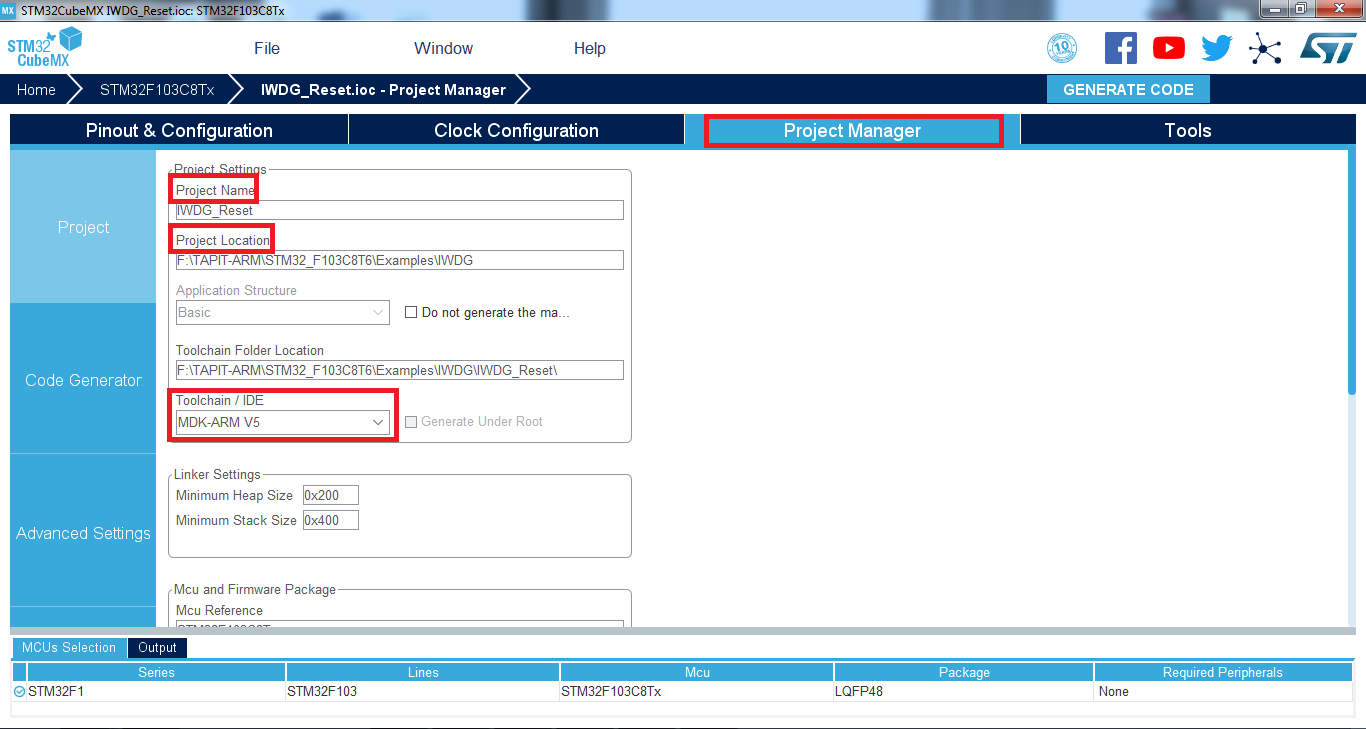 MX STM32CubeMX IWDG_Reset.ioc: STM32F103C8Tx
STM32
CubeMX
File Window Help
10
ST
Home STM32F103C8Tx IWDG_Reset.ioc - Project Manager GENERATE CODE
Pinout & Configuration Clock Configuration Project Manager Tools
Project
Code Generator
Advanced Settings
Project Settings
Project Name
IWDG_Reset
Project Location
F:\TAPIT-ARM\STM32_F103C8T6\Examples\IWDG
Application Structure
Basic Do not generate the ma...
Toolchain Folder Location
F:\TAPIT-ARM\STM32_F103C8T6\Examples\IWDG\IWDG_Reset\
Toolchain / IDE
MDK-ARM V5 Generate Under Root
Linker Settings
Minimum Heap Size 0x200
Minimum Stack Size 0x400
Mcu and Firmware Package
Mcu Reference
MCUs Selection Output
Series Lines Mcu Package Required Peripherals
STM32F1 STM32F103 STM32F103C8Tx LQFP48 None